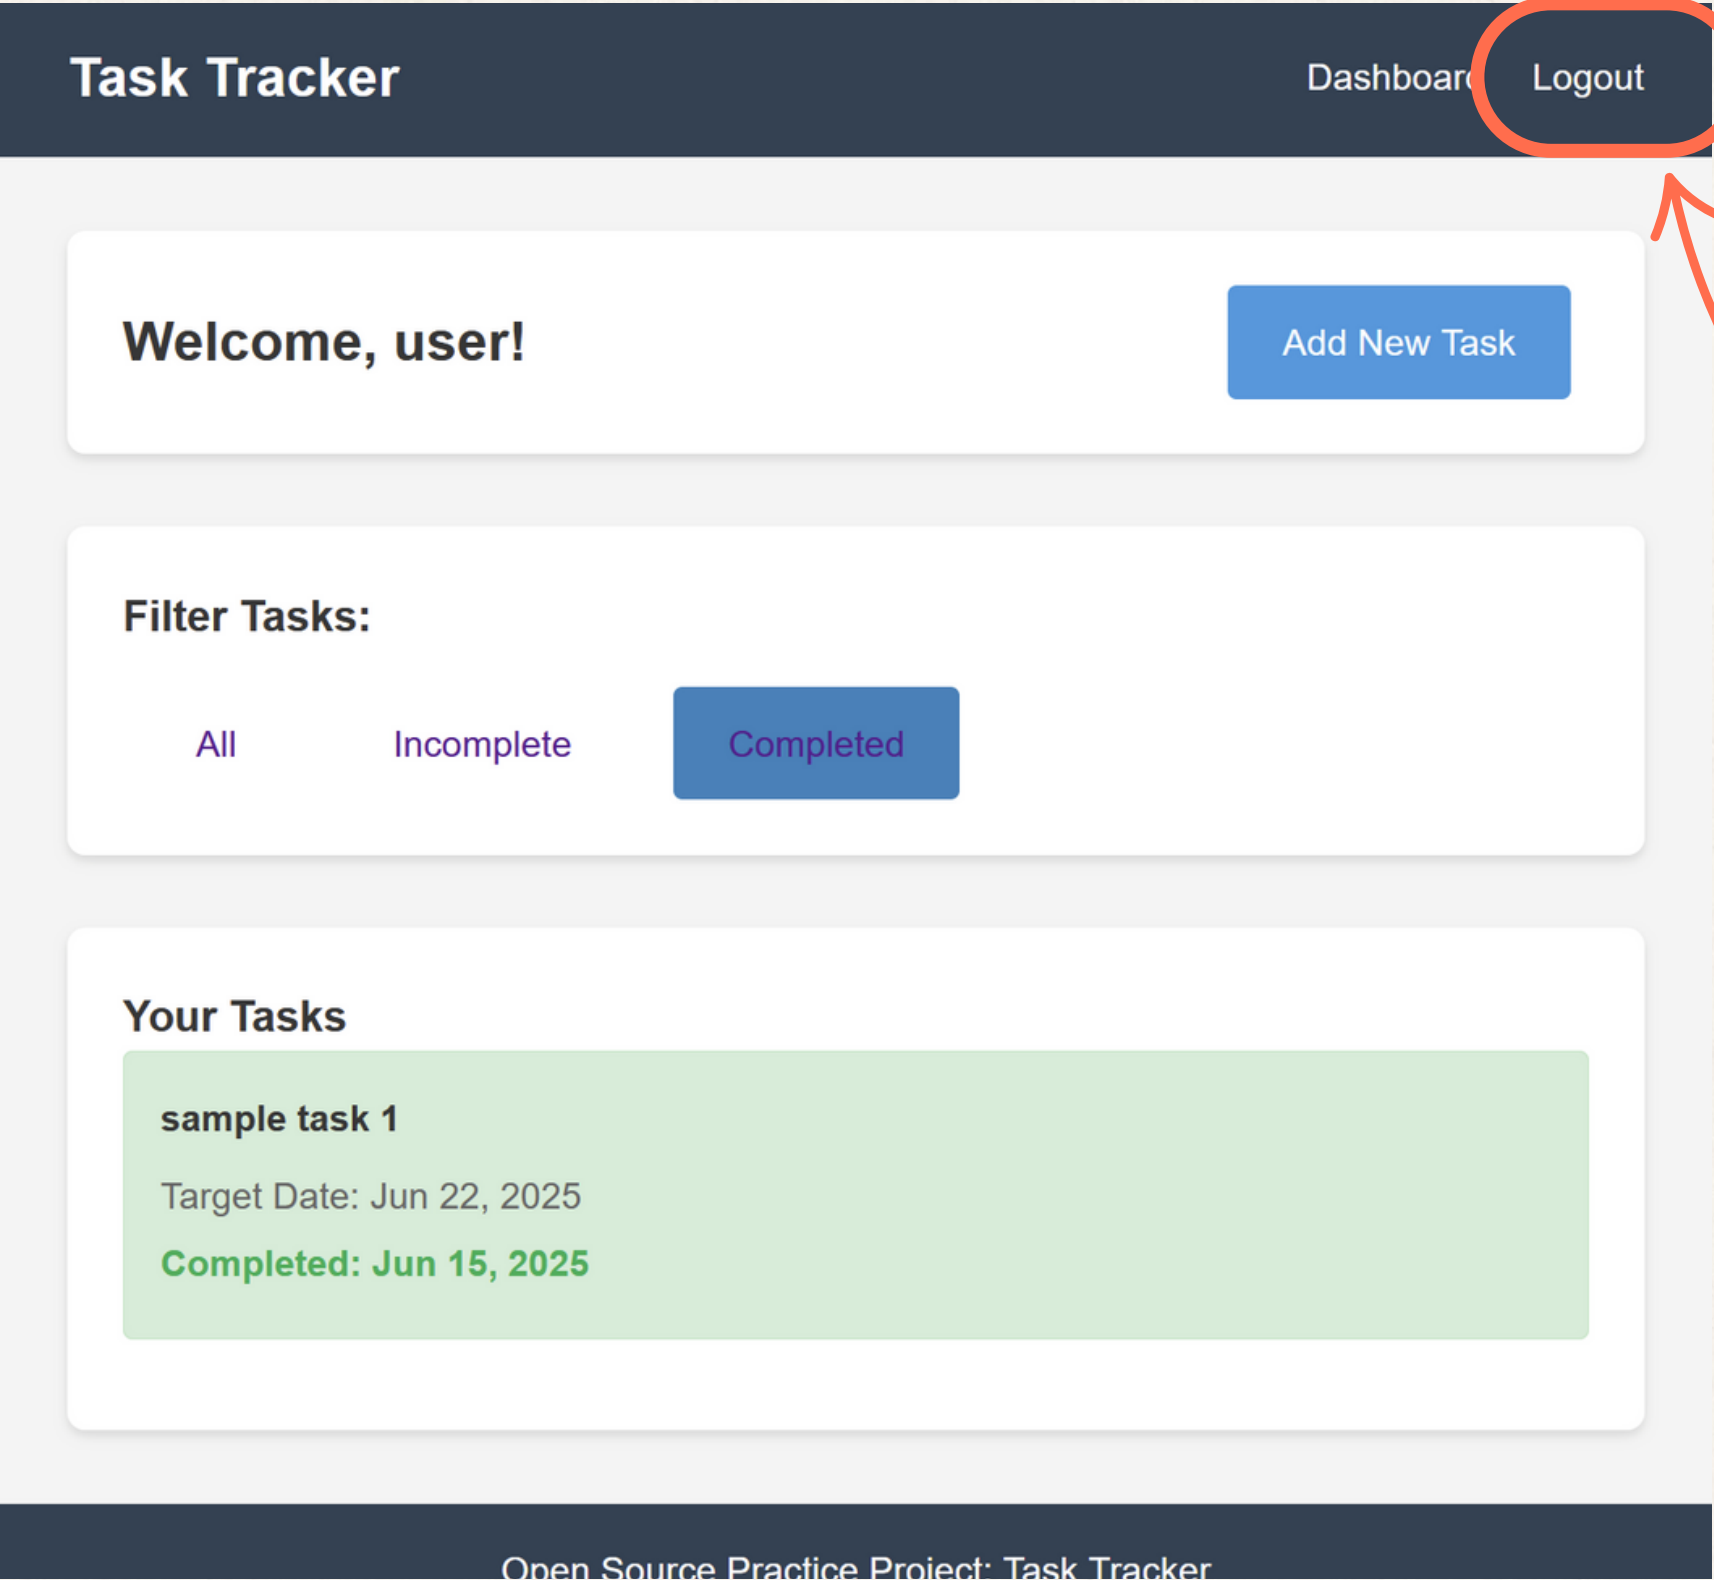 Task Tracker
Dashboard Logout
Welcome, user!
Add New Task
Filter Tasks:
All Incomplete Completed
Your Tasks
sample task 1
Target Date: Jun 22, 2025
Completed: Jun 15, 2025
Open Source Practice Project: Task Tracker